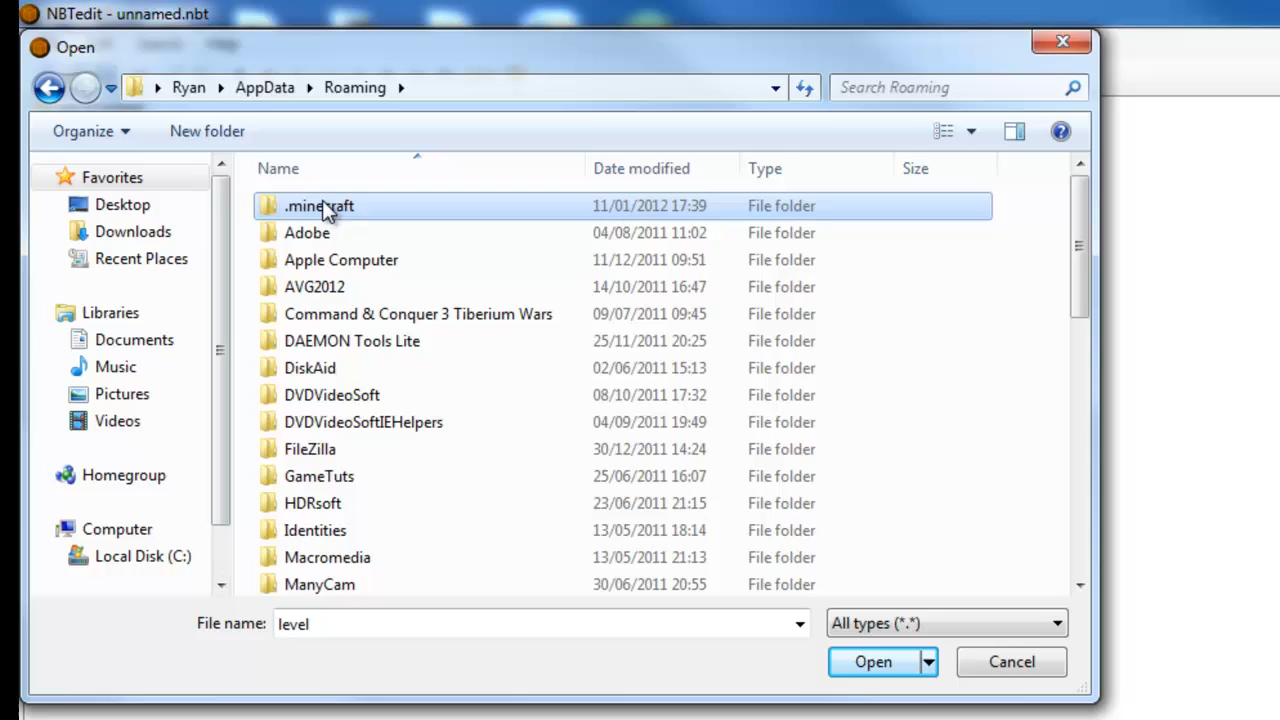 NBTedit - unnamed.nbt
Open
Ryan AppData Roaming
Search Roaming
Organize New folder
Name Date modified Type Size
Favorites
Desktop
Downloads
Recent Places
Libraries
Documents
Music
Pictures
Videos
Homegroup
Computer
Local Disk (C:)
.minecraft 11/01/2012 17:39 File folder
Adobe 04/08/2011 11:02 File folder
Apple Computer 11/12/2011 09:51 File folder
AVG2012 14/10/2011 16:47 File folder
Command & Conquer 3 Tiberium Wars 09/07/2011 09:45 File folder
DAEMON Tools Lite 25/11/2011 20:25 File folder
DiskAid 02/06/2011 15:13 File folder
DVDVideoSoft 08/10/2011 17:32 File folder
DVDVideoSoftIEHelpers 04/09/2011 19:49 File folder
FileZilla 30/12/2011 14:24 File folder
GameTuts 25/06/2011 16:07 File folder
HDRsoft 23/06/2011 21:15 File folder
Identities 13/05/2011 18:14 File folder
Macromedia 13/05/2011 21:13 File folder
ManyCam 30/06/2011 20:55 File folder
File name: level All types (*.*)
Open Cancel